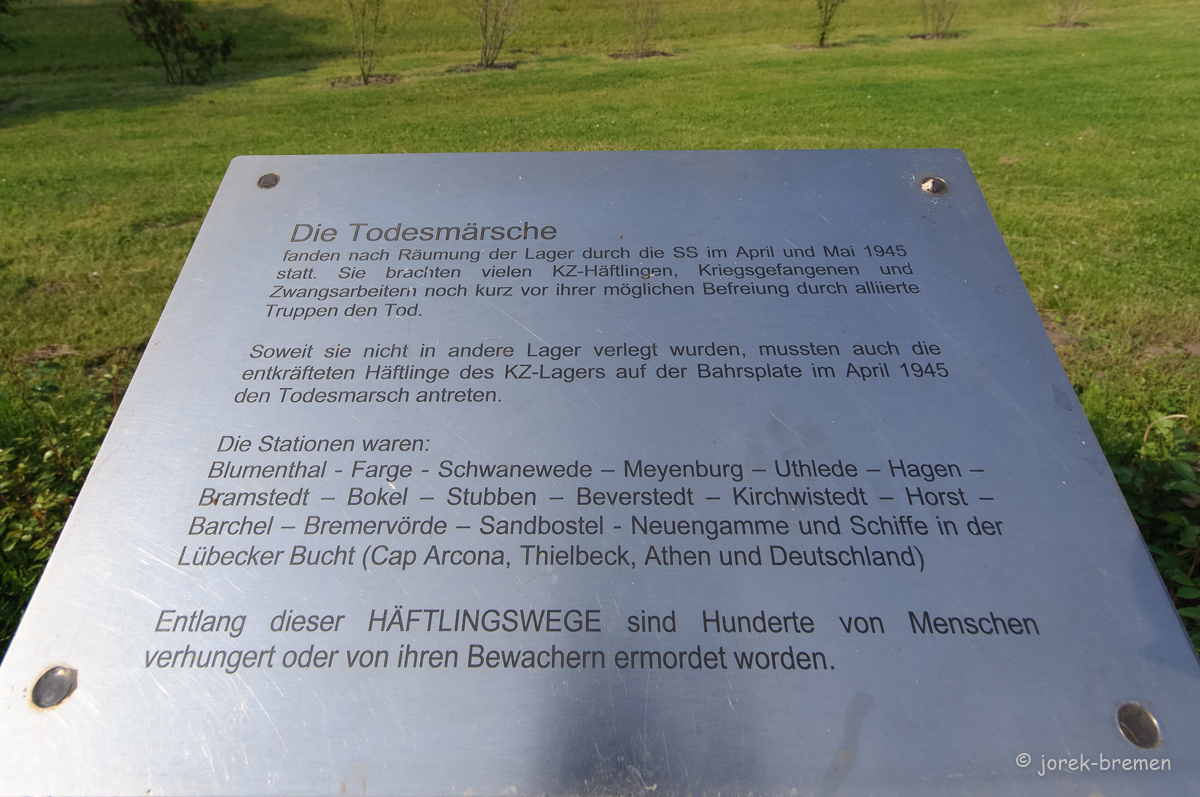 Die Todesmärsche
fanden nach Räumung der Lager durch die SS im April und Mai 1945
statt. Sie brachten vielen KZ-Häftlingen, Kriegsgefangenen und
Zwangsarbeitern noch kurz vor ihrer möglichen Befreiung durch alliierte
Truppen den Tod.
Soweit sie nicht in andere Lager verlegt wurden, mussten auch die
entkräfteten Häftlinge des KZ-Lagers auf der Bahrsplate im April 1945
den Todesmarsch antreten.
Die Stationen waren:
Blumenthal - Farge - Schwanewede – Meyenburg – Uthlede – Hagen –
Bramstedt – Bokel – Stubben – Beverstedt – Kirchwistedt – Horst –
Barchel – Bremervörde – Sandbostel - Neuengamme und Schiffe in der
Lübecker Bucht (Cap Arcona, Thielbeck, Athen und Deutschland)
Entlang dieser HÄFTLINGSWEGE sind Hunderte von Menschen
verhungert oder von ihren Bewachern ermordet worden.
© jorek-bremen